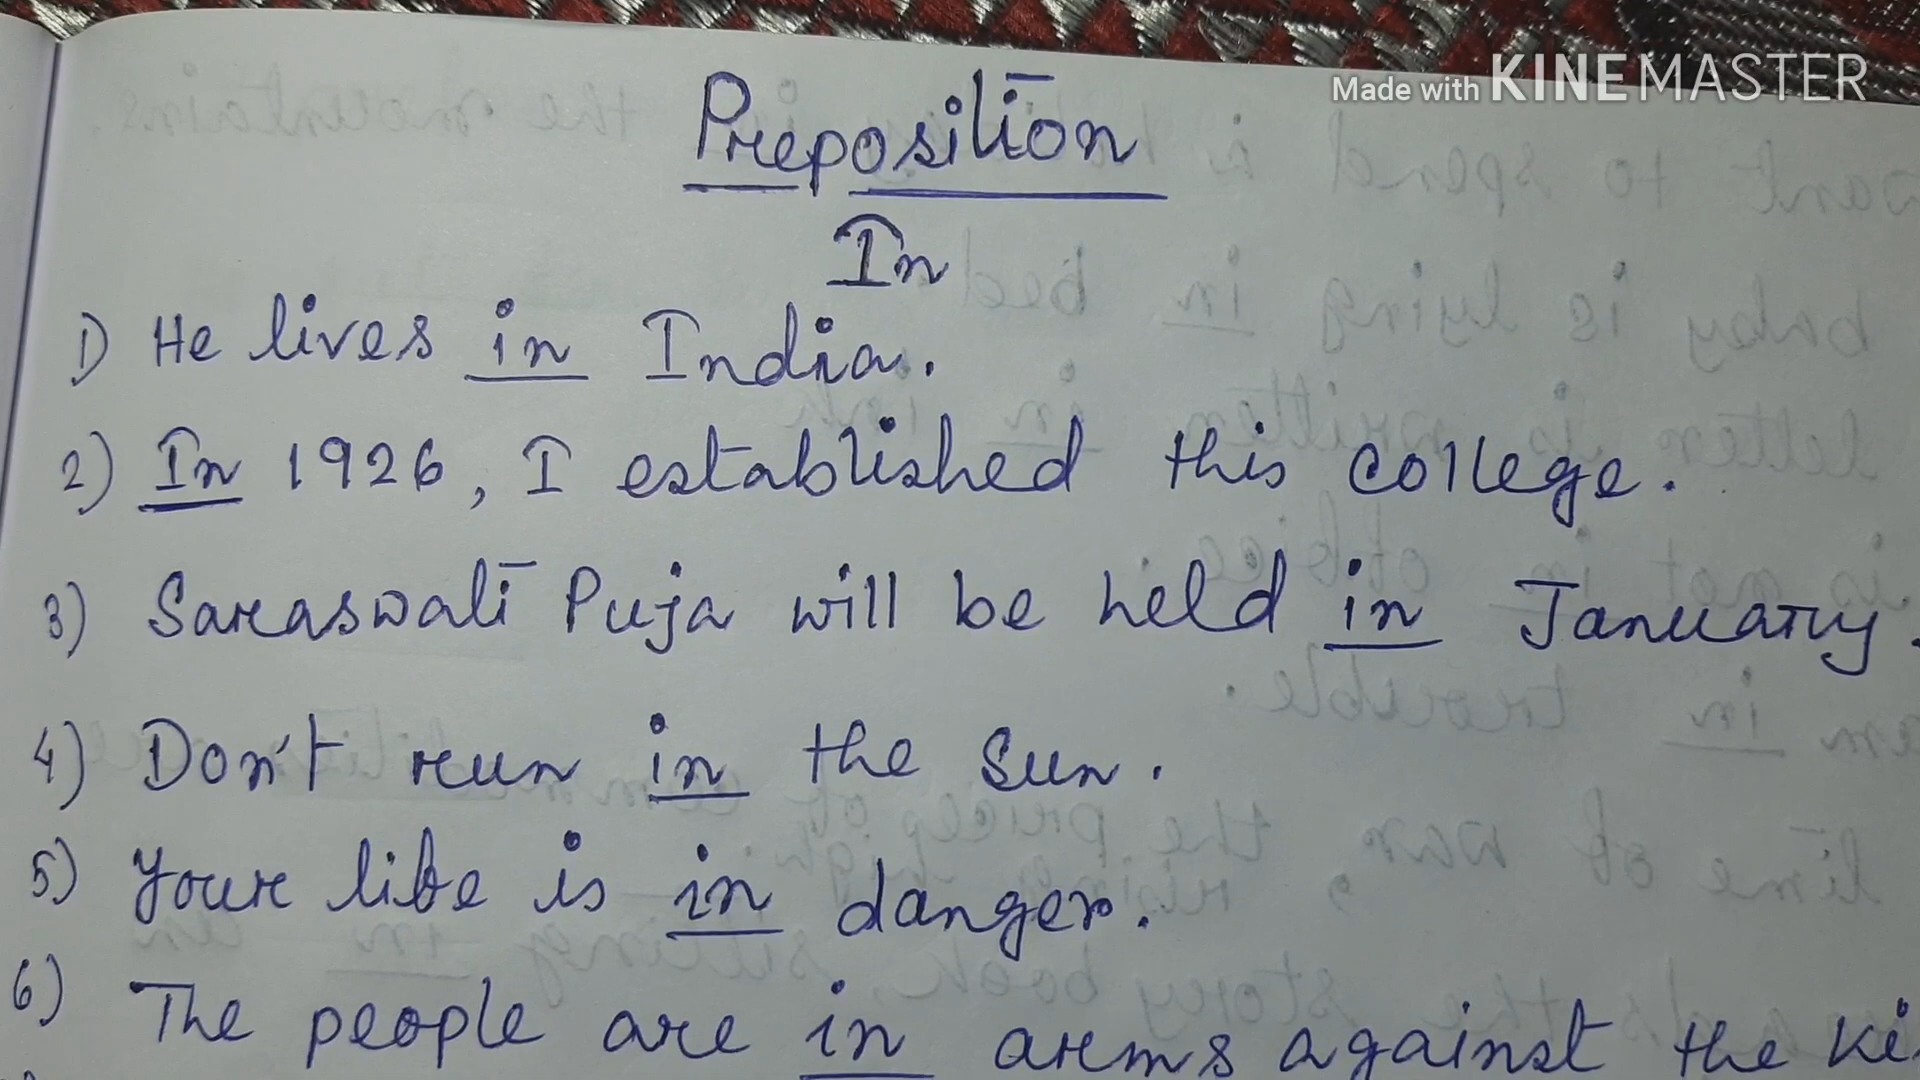 Made with KINEMASTER
Preposition
In
1) He lives in India.
2) In 1926, I established this college.
3) Saraswati Puja will be held in January.
4) Don't run in the sun.
5) Your life is in danger.
6) The people are in arms against the